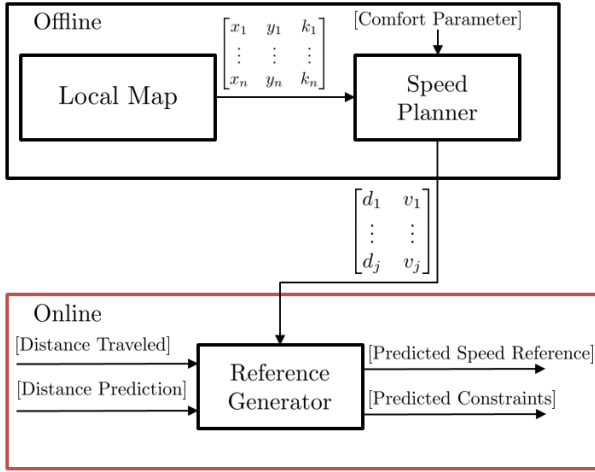 Offline
[Comfort Parameter]
x₁ y₁ k₁
⋮ ⋮ ⋮
xₙ yₙ kₙ
Local Map
Speed
Planner
d₁ v₁
⋮ ⋮
dⱼ vⱼ
Online
[Distance Traveled]
[Distance Prediction]
Reference
Generator
[Predicted Speed Reference]
[Predicted Constraints]